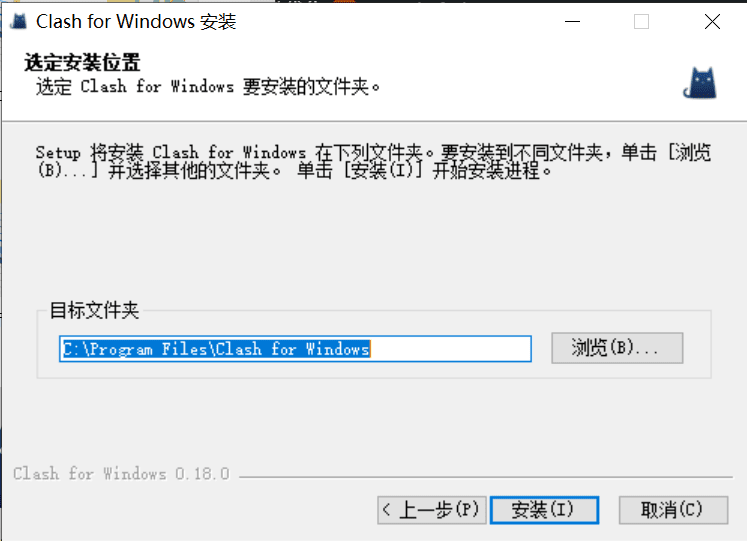 Clash for Windows 安装
选定安装位置
选定 Clash for Windows 要安装的文件夹。
Setup 将安装 Clash for Windows 在下列文件夹。要安装到不同文件夹，单击 [浏览
(B)...] 并选择其他的文件夹。 单击 [安装(I)] 开始安装进程。
目标文件夹
C:\Program Files\Clash for Windows
浏览(B)...
Clash for Windows 0.18.0
< 上一步(P)
安装(I)
取消(C)